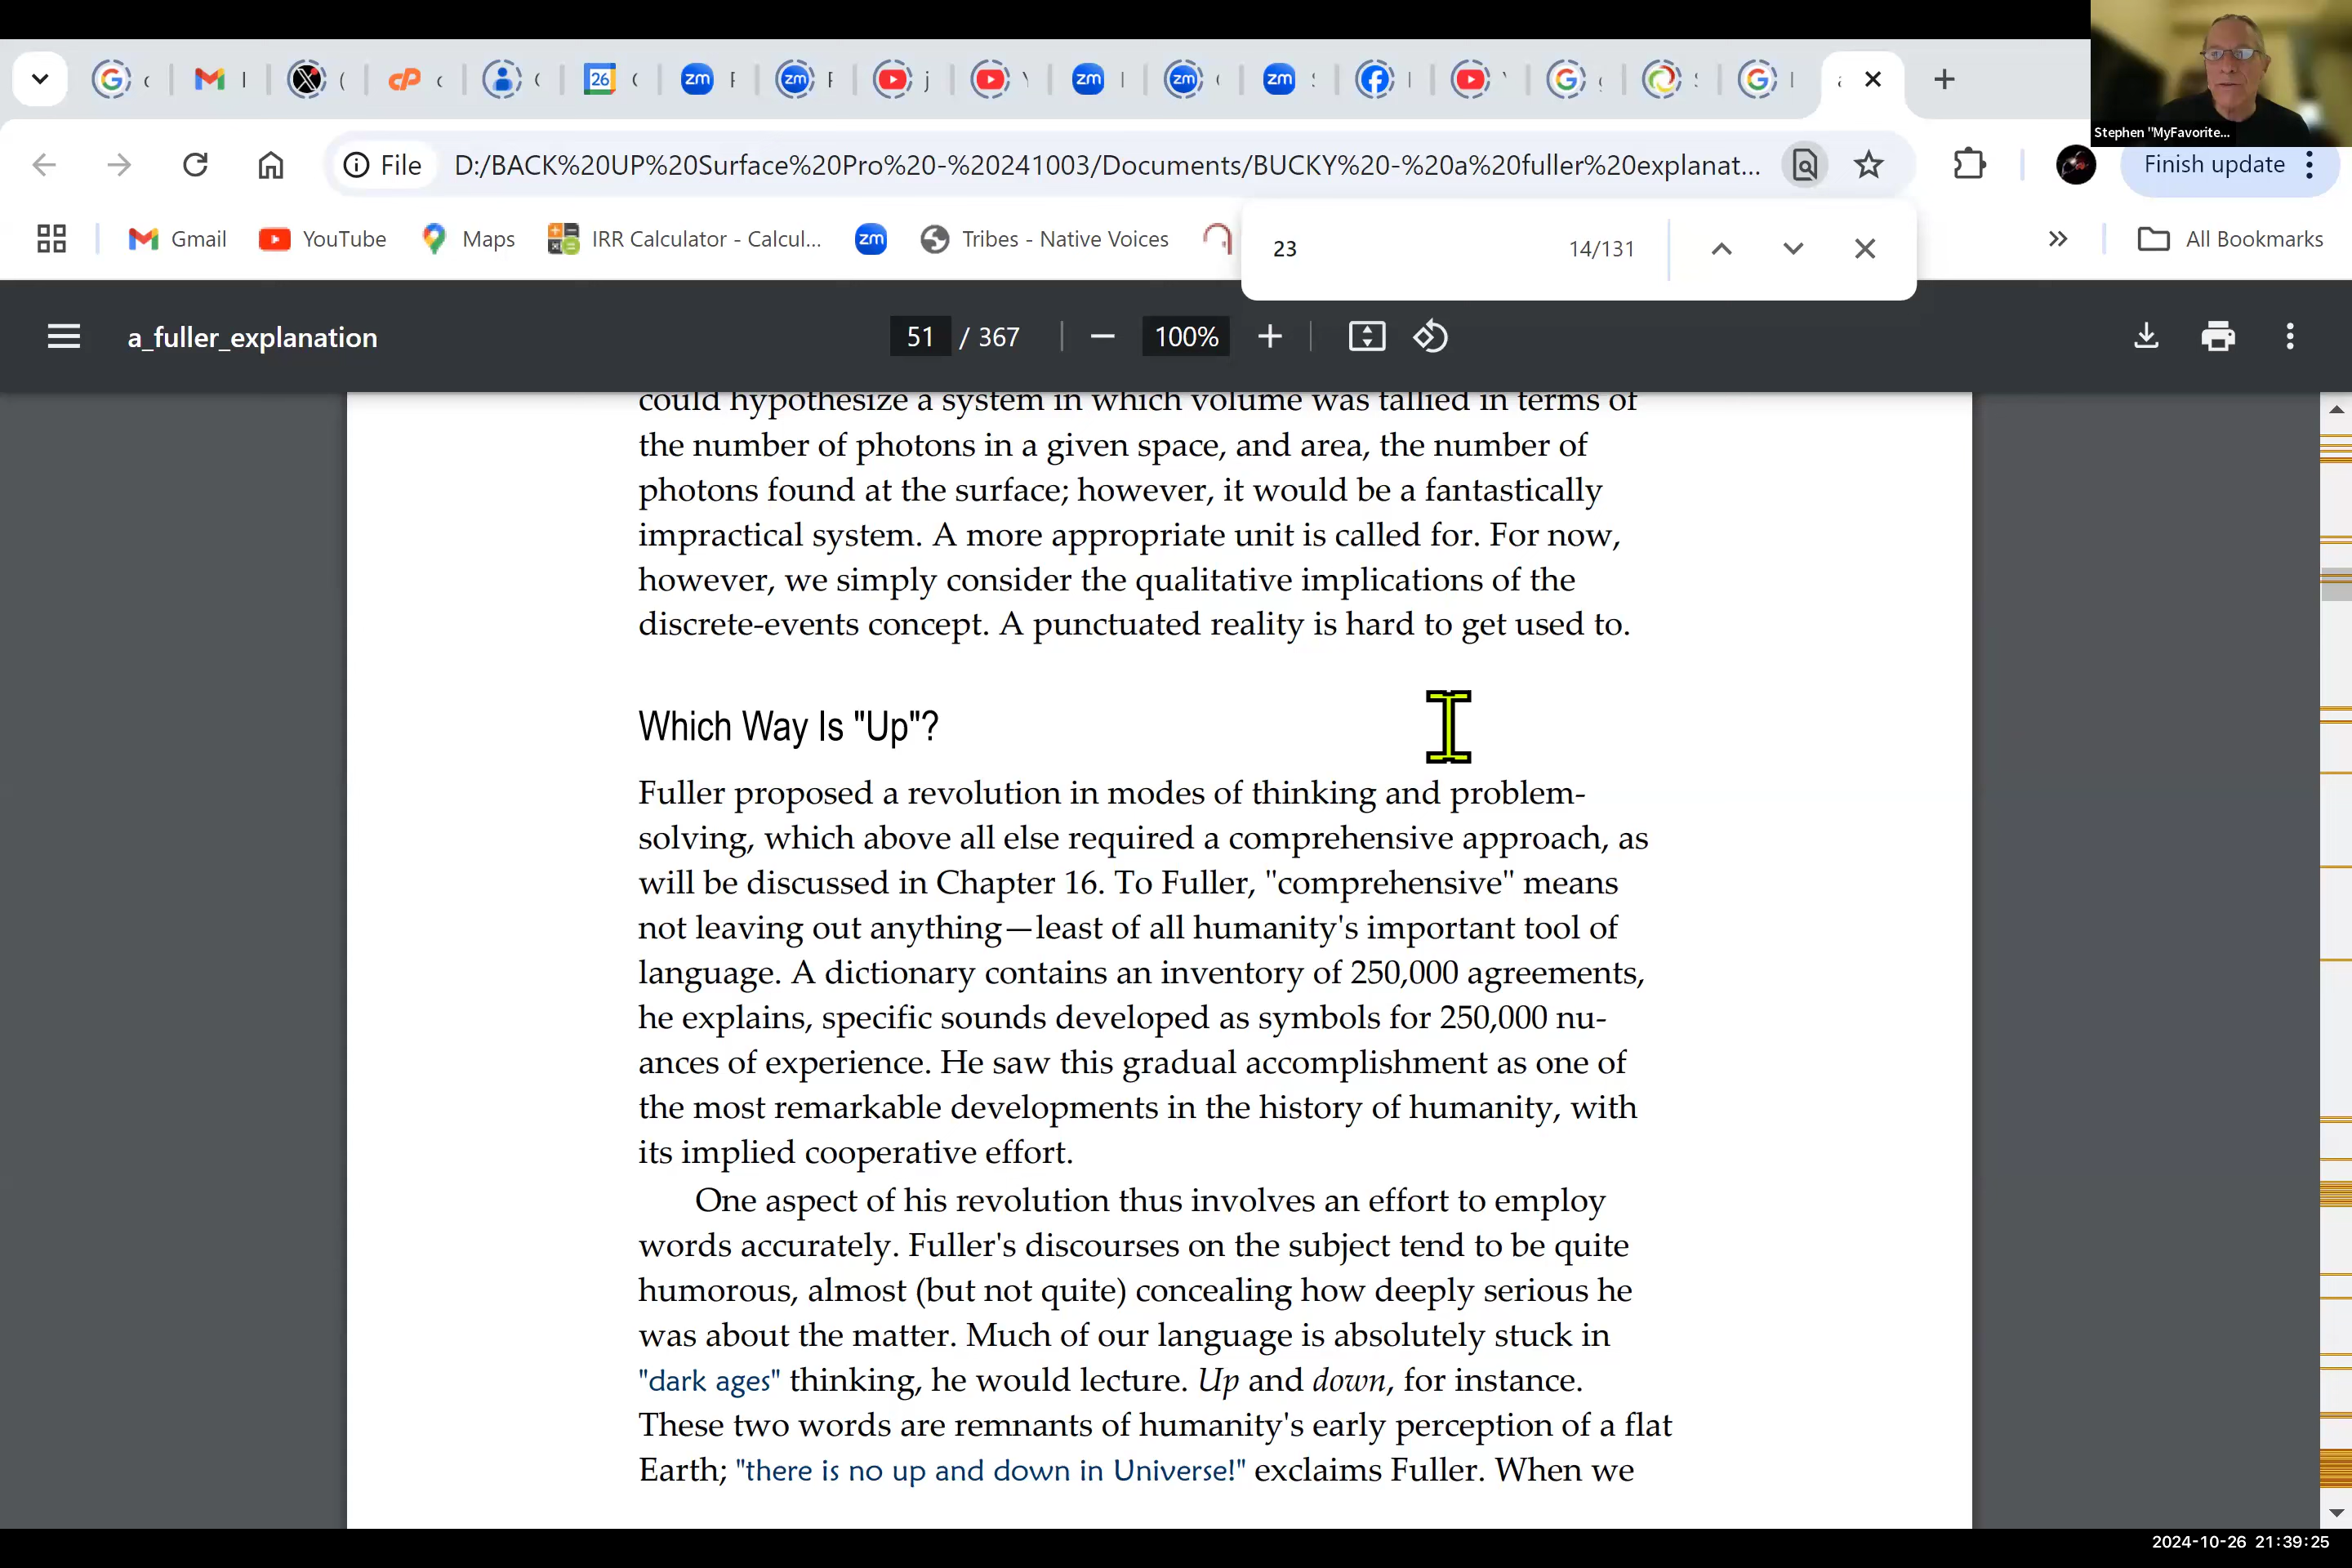 Stephen "MyFavorite...
File D:/BACK%20UP%20Surface%20Pro%20-%20241003/Documents/BUCKY%20-%20a%20fuller%20explanat...
Finish update
Gmail YouTube Maps IRR Calculator - Calcul... zm Tribes - Native Voices All Bookmarks
23 14/131
a_fuller_explanation 51 / 367 100%
could hypothesize a system in which volume was tallied in terms of
the number of photons in a given space, and area, the number of
photons found at the surface; however, it would be a fantastically
impractical system. A more appropriate unit is called for. For now,
however, we simply consider the qualitative implications of the
discrete-events concept. A punctuated reality is hard to get used to.
Which Way Is "Up"?
Fuller proposed a revolution in modes of thinking and problem-
solving, which above all else required a comprehensive approach, as
will be discussed in Chapter 16. To Fuller, "comprehensive" means
not leaving out anything—least of all humanity's important tool of
language. A dictionary contains an inventory of 250,000 agreements,
he explains, specific sounds developed as symbols for 250,000 nu-
ances of experience. He saw this gradual accomplishment as one of
the most remarkable developments in the history of humanity, with
its implied cooperative effort.
One aspect of his revolution thus involves an effort to employ
words accurately. Fuller's discourses on the subject tend to be quite
humorous, almost (but not quite) concealing how deeply serious he
was about the matter. Much of our language is absolutely stuck in
"dark ages" thinking, he would lecture. Up and down, for instance.
These two words are remnants of humanity's early perception of a flat
Earth; "there is no up and down in Universe!" exclaims Fuller. When we
2024-10-26 21:39:25